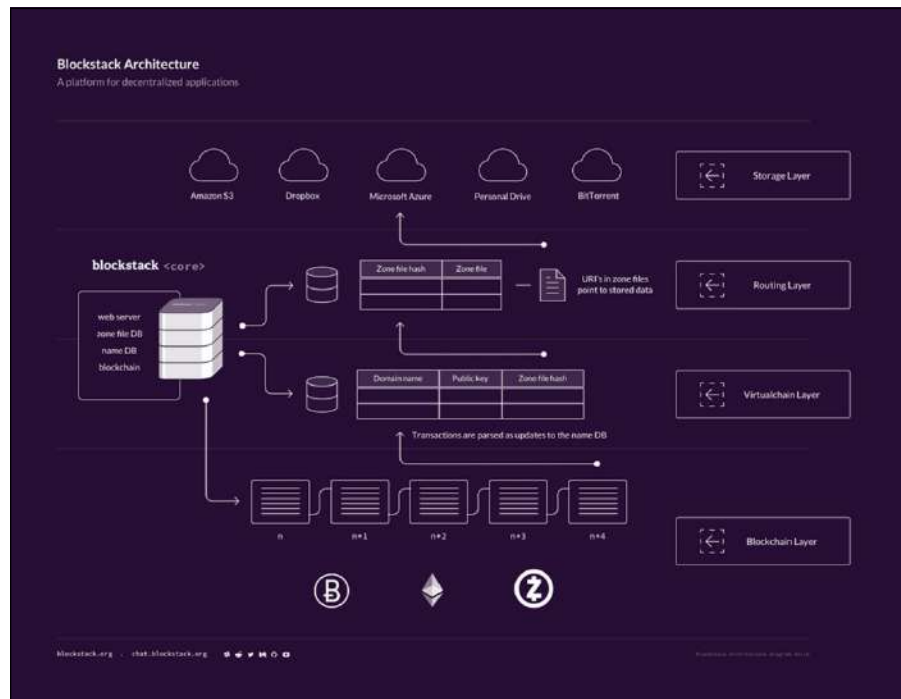 Blockstack Architecture
A platform for decentralized applications
Amazon S3
Dropbox
Microsoft Azure
Personal Drive
BitTorrent
Storage Layer
blockstack <core>
web server
zone file DB
name DB
blockchain
Zone file hash
Zone file
URI's in zone files
point to stored data
Routing Layer
Domain name
Public key
Zone file hash
Virtualchain Layer
Transactions are parsed as updates to the name DB
n
n+1
n+2
n+3
n+4
Blockchain Layer
blockstack.org . chat.blockstack.org